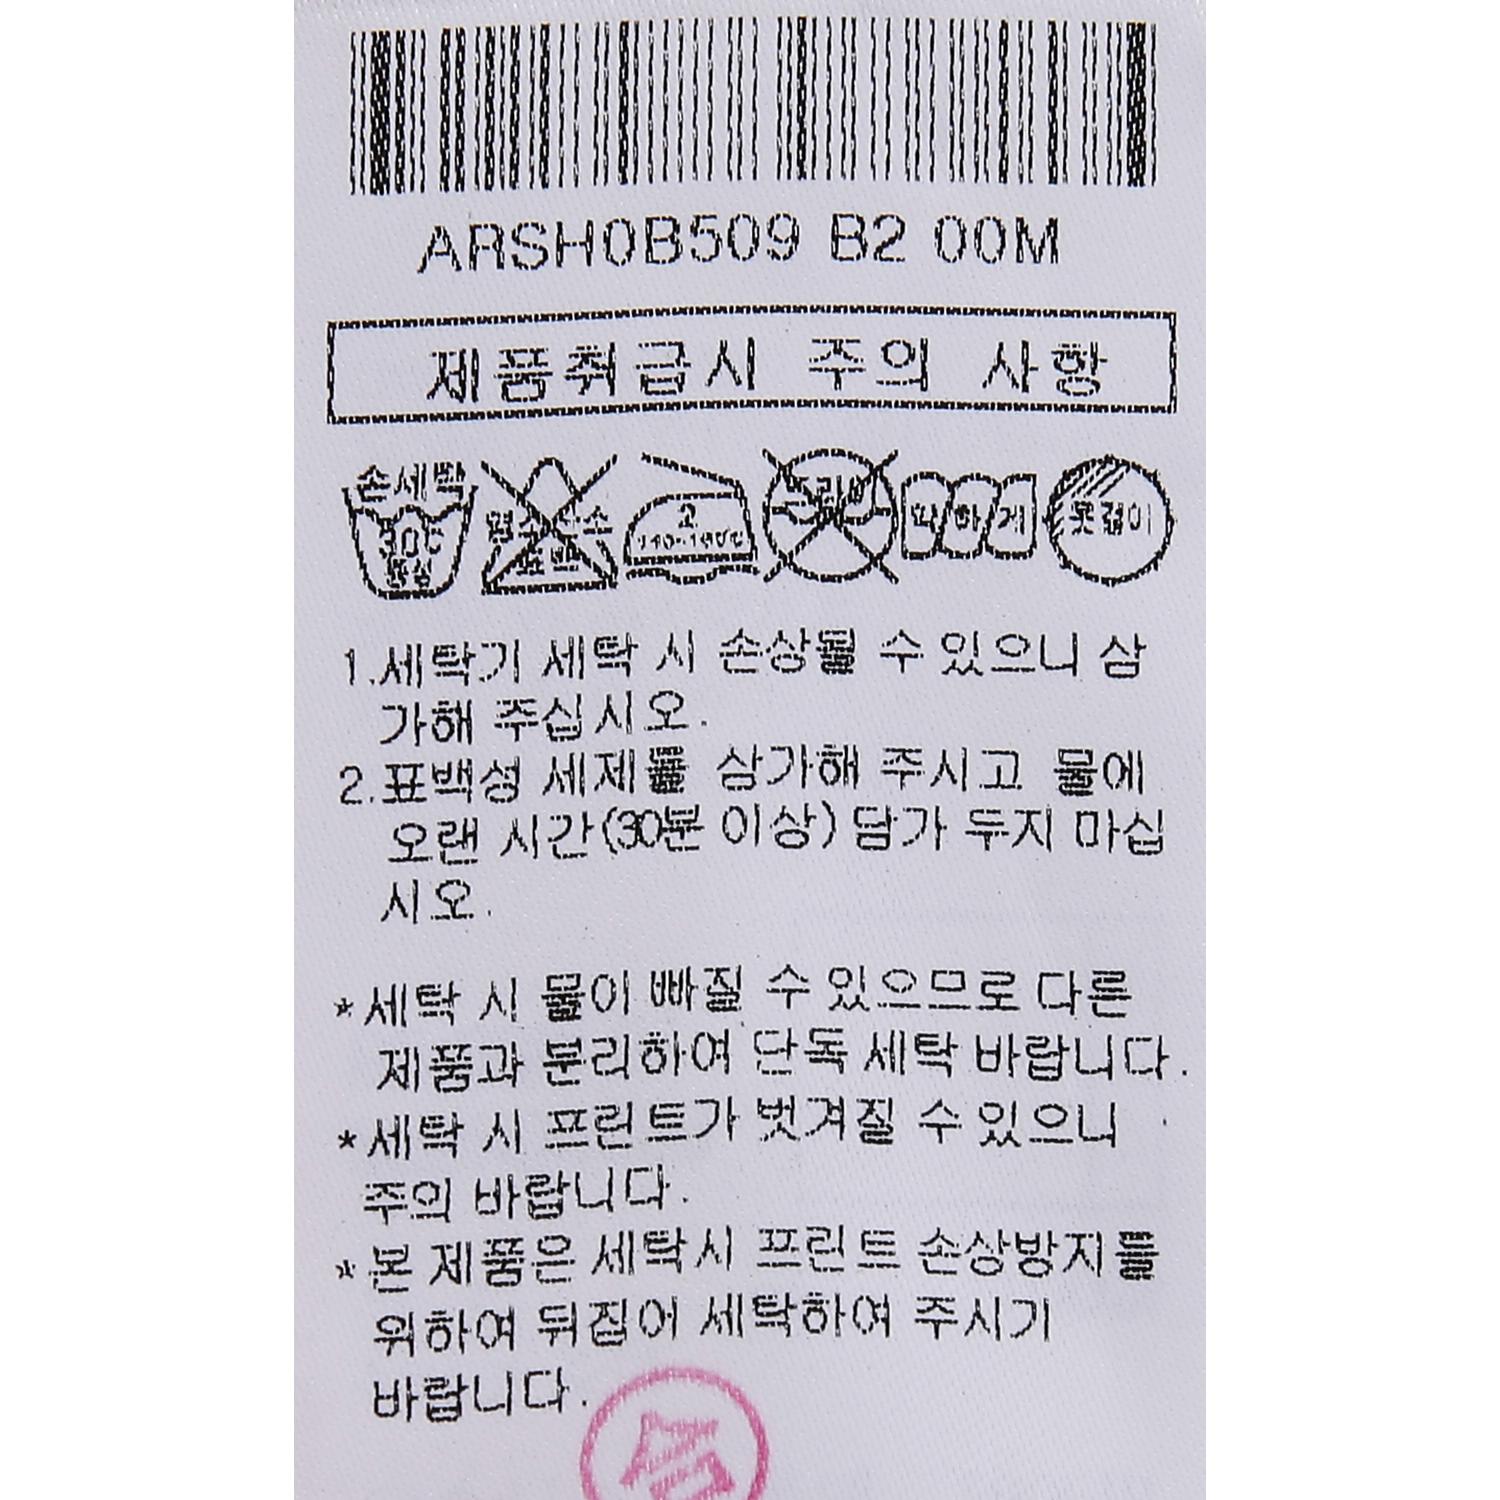 ARSH0B509 B2 00M
제품취급시 주의 사항
손세탁
30℃
중성
염소 산소
표백
2
140~160℃
드라이
약하게
옷걸이
1.세탁기 세탁 시 손상될 수 있으니 삼
가해 주십시오.
2.표백성 세제를 삼가해 주시고 물에
오랜 시간(30분 이상) 담가 두지 마십
시오.
*세탁 시 물이 빠질 수 있으므로 다른
제품과 분리하여 단독 세탁 바랍니다.
*세탁 시 프린트가 벗겨질 수 있으니
주의 바랍니다.
*본 제품은 세탁시 프린트 손상방지를
위하여 뒤집어 세탁하여 주시기
바랍니다.